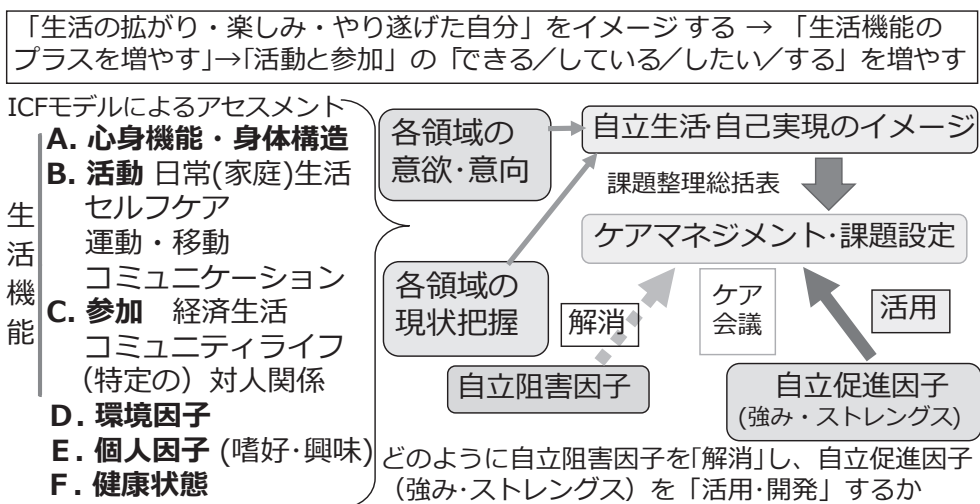 「生活の拡がり・楽しみ・やり遂げた自分」をイメージ する → 「生活機能の
プラスを増やす」→「活動と参加」の「できる/している/したい/する」を増やす
ICFモデルによるアセスメント
生活機能
A. 心身機能・身体構造
B. 活動 日常(家庭)生活
セルフケア
運動・移動
コミュニケーション
C. 参加 経済生活
コミュニティライフ
(特定の) 対人関係
D. 環境因子
E. 個人因子 (嗜好・興味)
F. 健康状態
各領域の
意欲・意向
各領域の
現状把握
自立生活・自己実現のイメージ
課題整理総括表
ケアマネジメント・課題設定
解消
ケア
会議
活用
自立阻害因子
自立促進因子
(強み・ストレングス)
どのように自立阻害因子を「解消」し、自立促進因子
(強み・ストレングス) を「活用・開発」するか